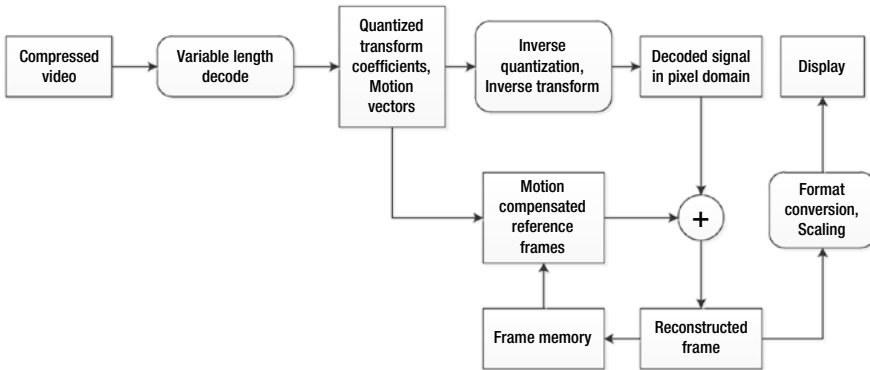 Compressed
video
Variable length
decode
Quantized
transform
coefficients,
Motion
vectors
Inverse
quantization,
Inverse transform
Decoded signal
in pixel domain
Display
Motion
compensated
reference
frames
+
Format
conversion,
Scaling
Frame memory
Reconstructed
frame